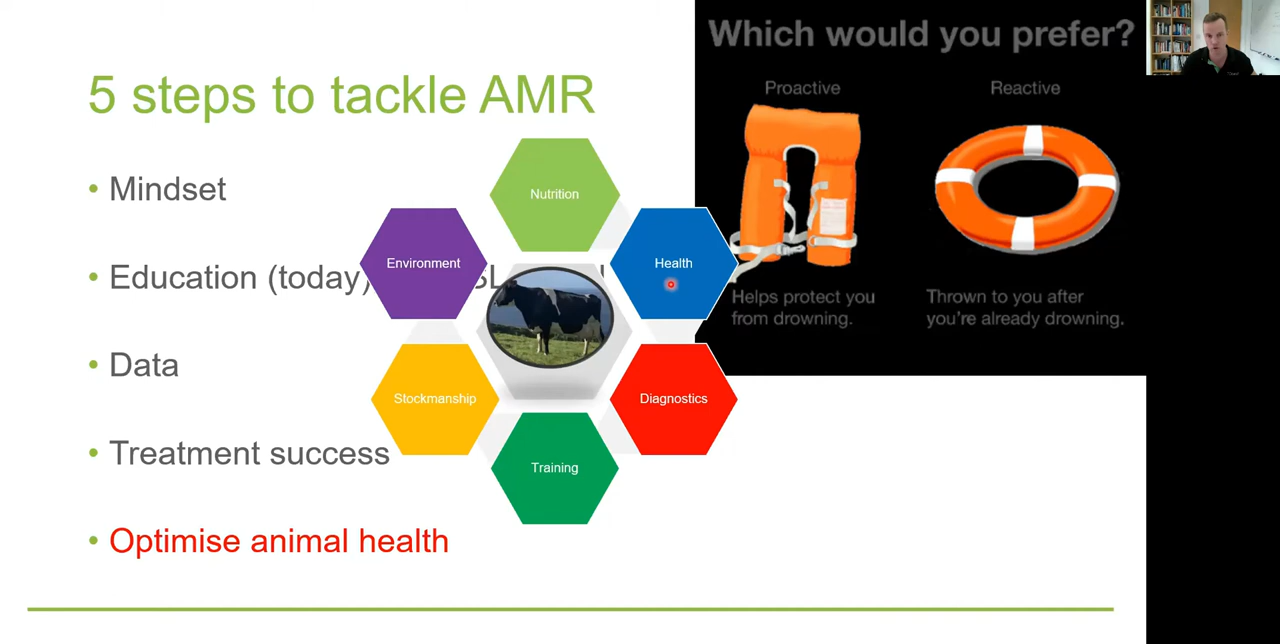 5 steps to tackle AMR
• Mindset
• Education (today)
• Data
• Treatment success
• Optimise animal health
Nutrition
Environment
Health
Stockmanship
Diagnostics
Training
Which would you prefer?
Proactive
Reactive
Helps protect you
from drowning.
Thrown to you after
you're already drowning.